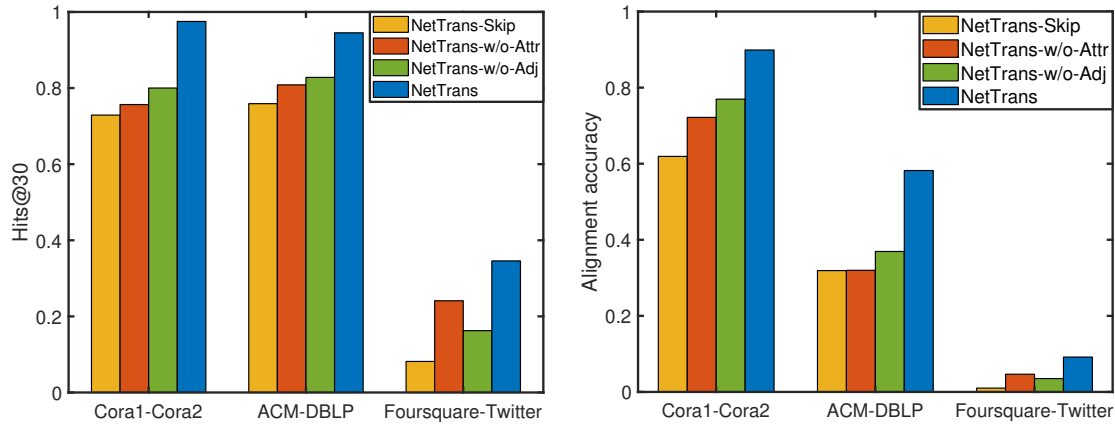 Hits@30
1
0.8
0.6
0.4
0.2
0
NetTrans-Skip
NetTrans-w/o-Attr
NetTrans-w/o-Adj
NetTrans
Cora1-Cora2 ACM-DBLP Foursquare-Twitter
Alignment accuracy
1
0.8
0.6
0.4
0.2
0
NetTrans-Skip
NetTrans-w/o-Attr
NetTrans-w/o-Adj
NetTrans
Cora1-Cora2 ACM-DBLP Foursquare-Twitter